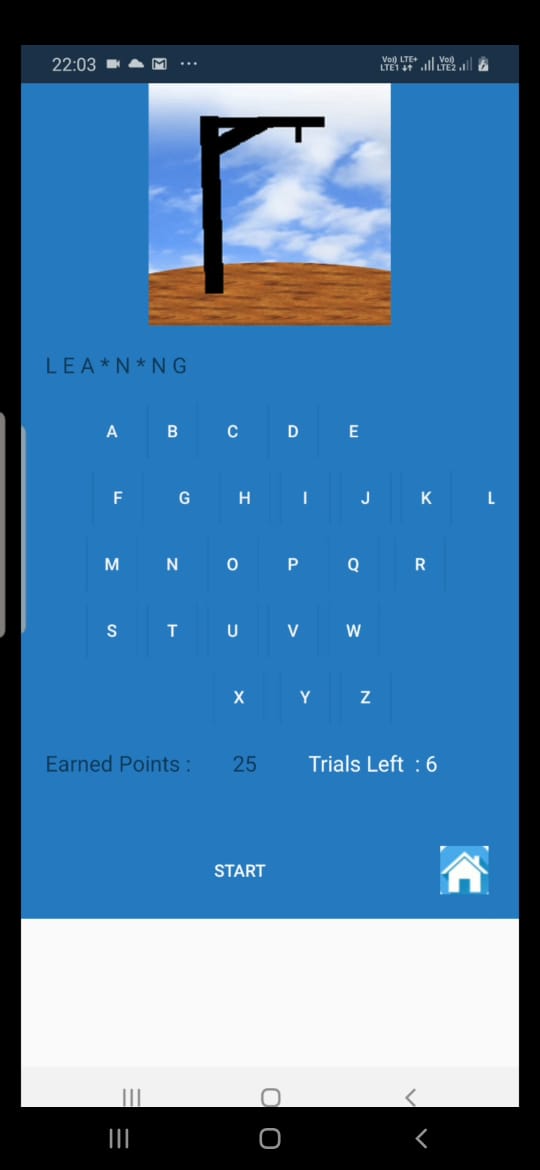 22:03 ··· Vo) LTE+ LTE1 Vo) LTE2
L E A * N * N G
A B C D E
F G H I J K L
M N O P Q R
S T U V W
X Y Z
Earned Points : 25 Trials Left : 6
START